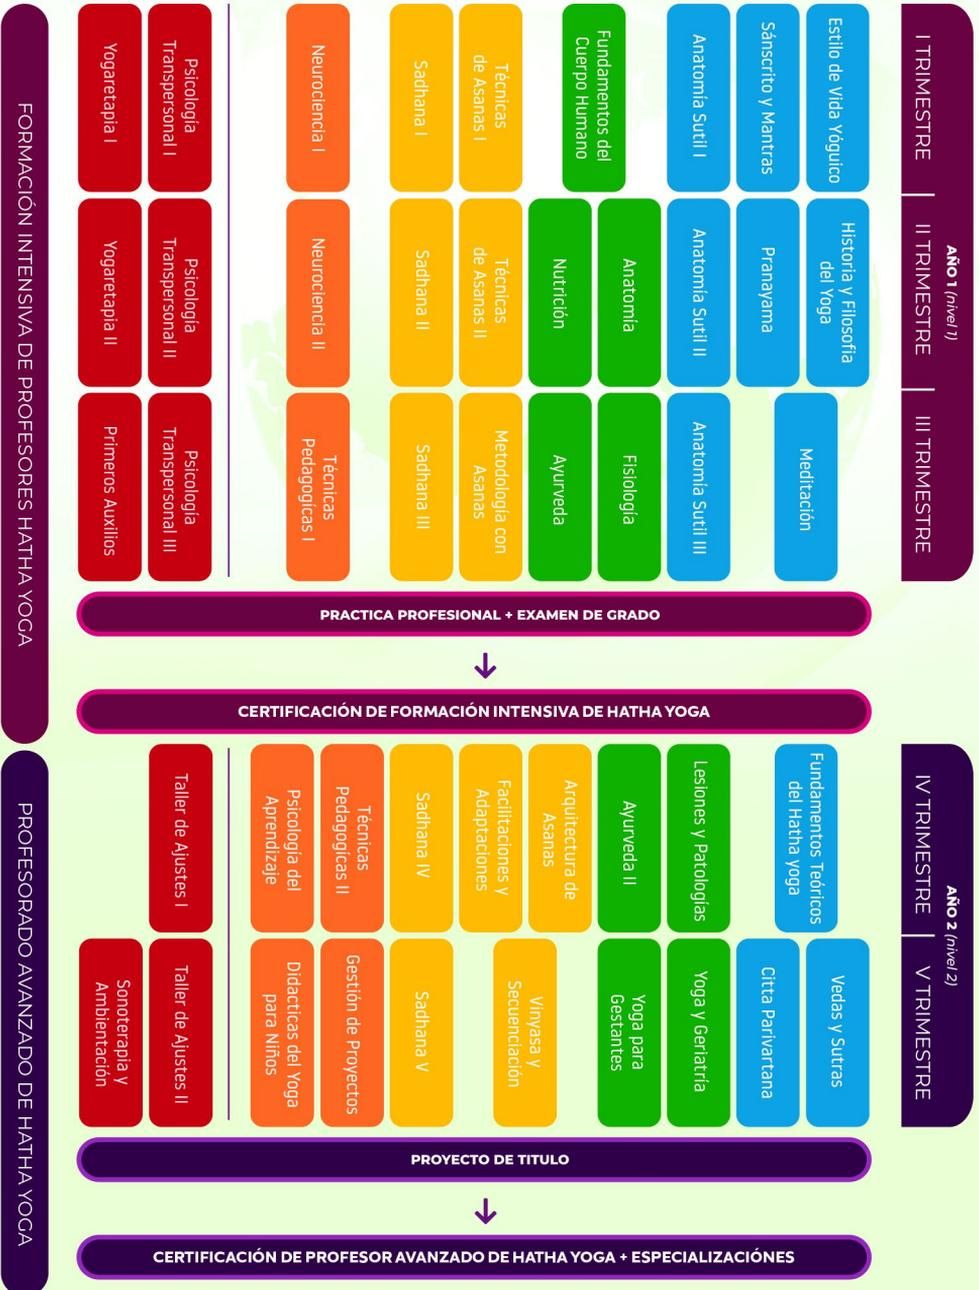 AÑO 1 (nivel 1)
I TRIMESTRE
II TRIMESTRE
III TRIMESTRE
Estilo de Vida Yóguico
Sánscrito y Mantras
Anatomía Sutil I
Fundamentos del
Cuerpo Humano
Técnicas
de Asanas I
Sadhana I
Neurociencia I
Psicología
Transpersonal I
Yogaretapia I
Historia y Filosofía
del Yoga
Pranayama
Anatomía Sutil II
Anatomía
Nutrición
Técnicas
de Asanas II
Sadhana II
Neurociencia II
Psicología
Transpersonal II
Yogaretapia II
Meditación
Anatomía Sutil III
Fisiología
Ayurveda
Metodología con
Asanas
Sadhana III
Técnicas
Pedagogícas I
Psicología
Transpersonal III
Primeros Auxilios
FORMACIÓN INTENSIVA DE PROFESORES HATHA YOGA
PRACTICA PROFESIONAL + EXAMEN DE GRADO
CERTIFICACIÓN DE FORMACIÓN INTENSIVA DE HATHA YOGA
AÑO 2 (nivel 2)
IV TRIMESTRE
V TRIMESTRE
Fundamentos Teóricos
del Hatha yoga
Lesiones y Patologías
Ayurveda II
Arquitectura de
Asanas
Facilitaciones y
Adaptaciones
Sadhana IV
Técnicas
Pedagogícas II
Psicología del
Aprendizaje
Taller de Ajustes I
Vedas y Sutras
Citta Parivartana
Yoga y Geriatría
Yoga para
Gestantes
Vinyasa y
Secuenciación
Sadhana V
Gestión de Proyectos
Didacticas del Yoga
para Niños
Taller de Ajustes II
Sonoterapia y
Ambientación
PROFESORADO AVANZADO DE HATHA YOGA
PROYECTO DE TITULO
CERTIFICACIÓN DE PROFESOR AVANZADO DE HATHA YOGA + ESPECIALIZACIÓNES